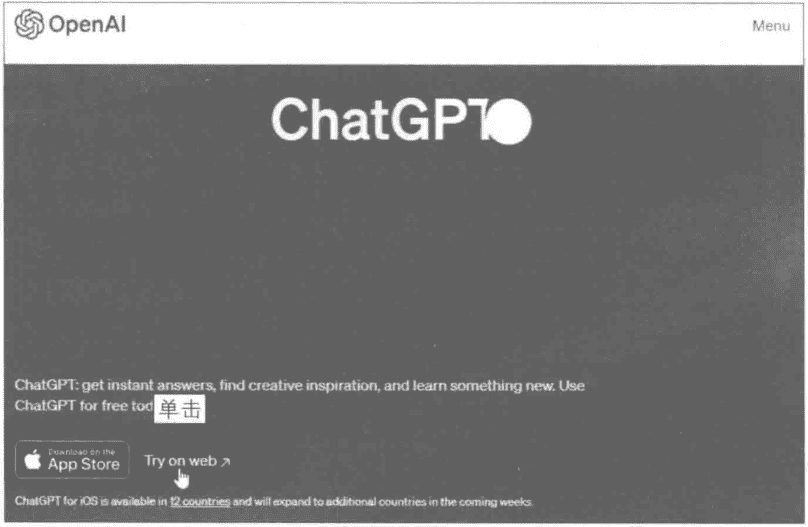 OpenAI
Menu
ChatGPT
ChatGPT: get instant answers, find creative inspiration, and learn something new. Use
ChatGPT for free tod
单击
Download on the
App Store
Try on web ↗
ChatGPT for iOS is available in 12 countries and will expand to additional countries in the coming weeks.